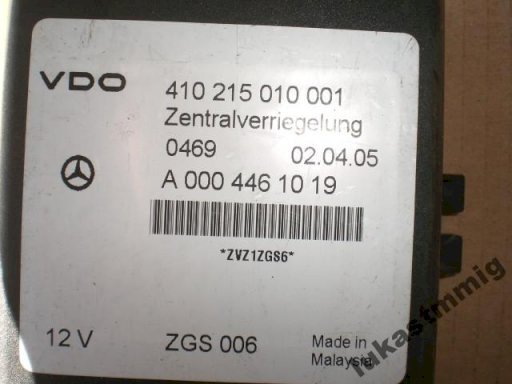 VDO 410 215 010 001
Zentralverriegelung
0469 02.04.05
A 000 446 10 19
*ZVZ1ZGS6*
12 V ZGS 006 Made in
Malaysia
lukastmmig